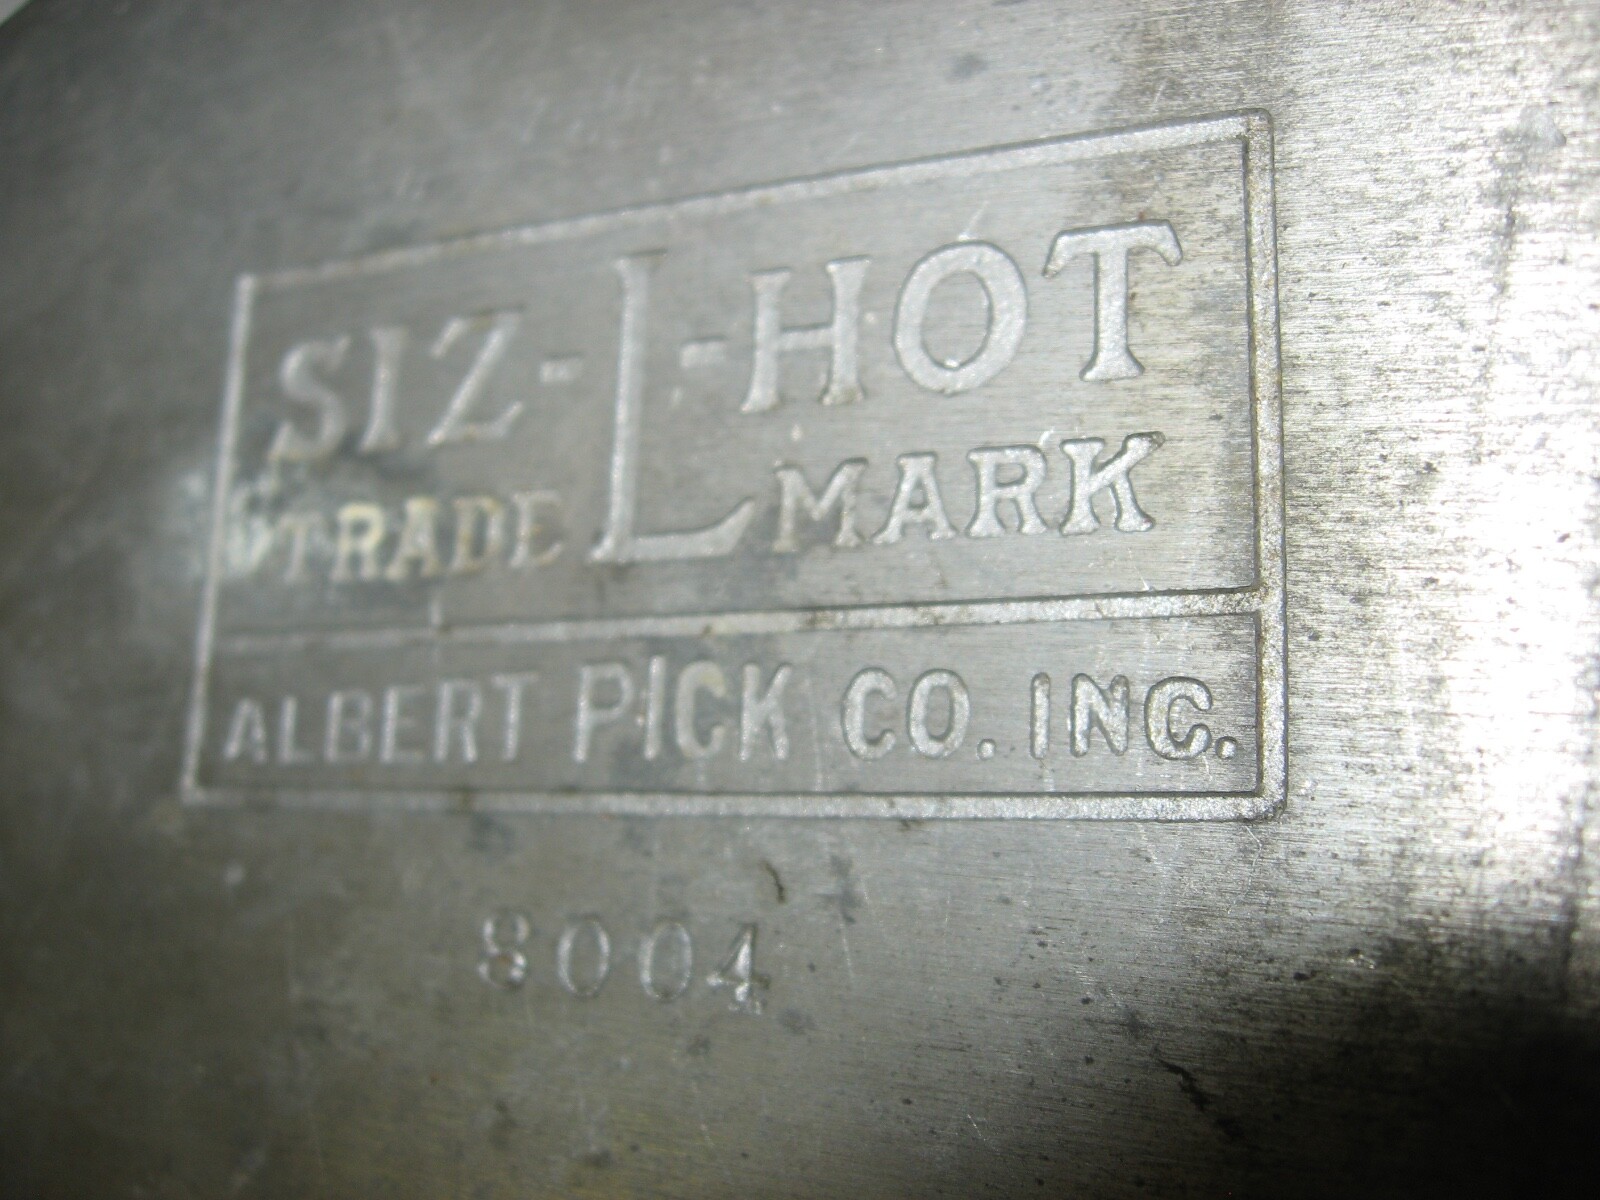 SIZ-L-HOT
TRADE MARK
ALBERT PICK CO. INC.
8004